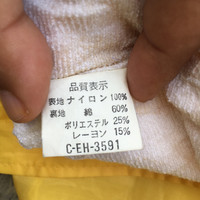 品質表示
表地 ナイロン 100%
裏地 綿 60%
ポリエステル 25%
レーヨン 15%
C-EH-3591